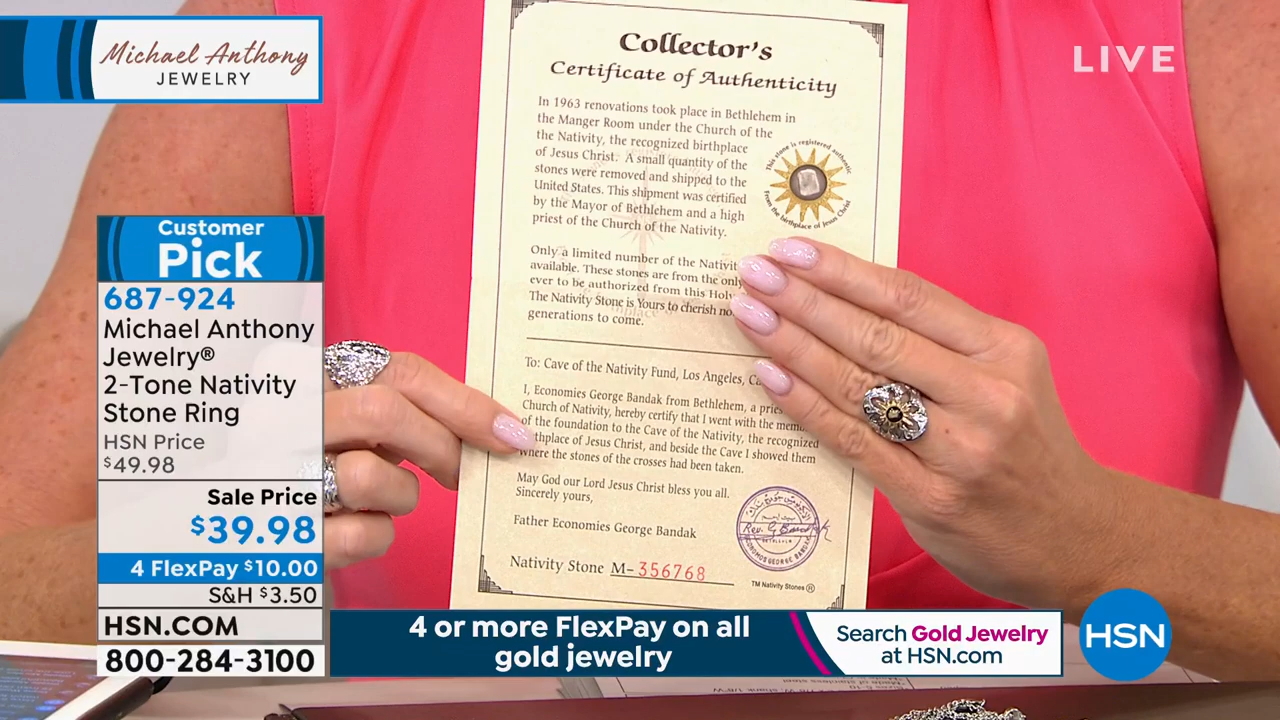 Michael Anthony
JEWELRY
LIVE
Customer
Pick
687-924
Michael Anthony
Jewelry®
2-Tone Nativity
Stone Ring
HSN Price
$49.98
Sale Price
$39.98
4 FlexPay $10.00
S&H $3.50
HSN.COM
800-284-3100
Collector's
Certificate of Authenticity
In 1963 renovations took place in Bethlehem in
the Manger Room under the Church of the
the Nativity, the recognized birthplace
of Jesus Christ. A small quantity of the
stones were removed and shipped to the
United States. This shipment was certified
by the Mayor of Bethlehem and a high
priest of the Church of the Nativity.
This stone is registered authentic
From the birthplace of Jesus Christ
Only a limited number of the
available. These stones are from the only
ever to be authorized from this
The Nativity Stone is Yours to cherish
generations to come.
To: Cave of the Nativity Fund, Los Angeles,
I, Economies George Bandak from Bethlehem, a
Church of Nativity, hereby certify that I went with the
of the foundation to the Cave of the Nativity, the recognized
of Jesus Christ, and beside the Cave I showed them
where the stones of the crosses had been taken.
May God our Lord Jesus Christ bless you all.
Sincerely yours,
Father Economies George Bandak
Nativity Stone M-356768
TM Nativity Stones ®
4 or more FlexPay on all
gold jewelry
Search Gold Jewelry
at HSN.com
HSN